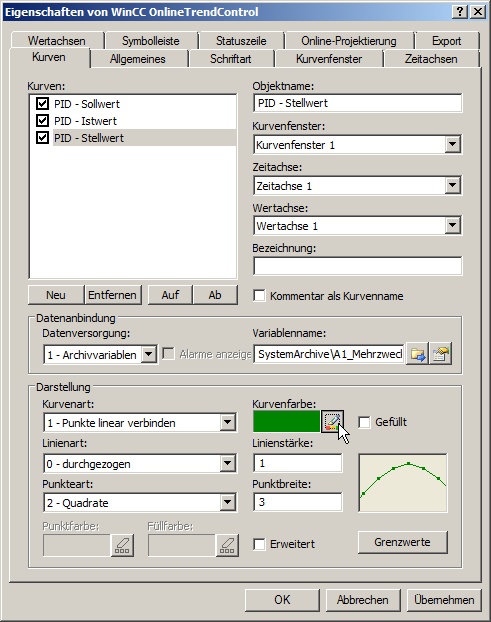 Eigenschaften von WinCC OnlineTrendControl
Wertachsen Symbolleiste Statuszeile Online-Projektierung Export
Kurven Allgemeines Schriftart Kurvenfenster Zeitachsen
Kurven:
PID - Sollwert
PID - Istwert
PID - Stellwert
Neu Entfernen Auf Ab
Objektname:
PID - Stellwert
Kurvenfenster:
Kurvenfenster 1
Zeitachse:
Zeitachse 1
Wertachse:
Wertachse 1
Bezeichnung:
Kommentar als Kurvenname
Datenanbindung
Datenversorgung: Variablenname:
1 - Archivvariablen Alarme anzeige SystemArchive\A1_Mehrzwec
Darstellung
Kurvenart: Kurvenfarbe:
1 - Punkte linear verbinden Gefüllt
Linienart: Linienstärke:
0 - durchgezogen 1
Punkteart: Punktbreite:
2 - Quadrate 3
Punktfarbe: Füllfarbe:
Erweitert Grenzwerte
OK Abbrechen Übernehmen